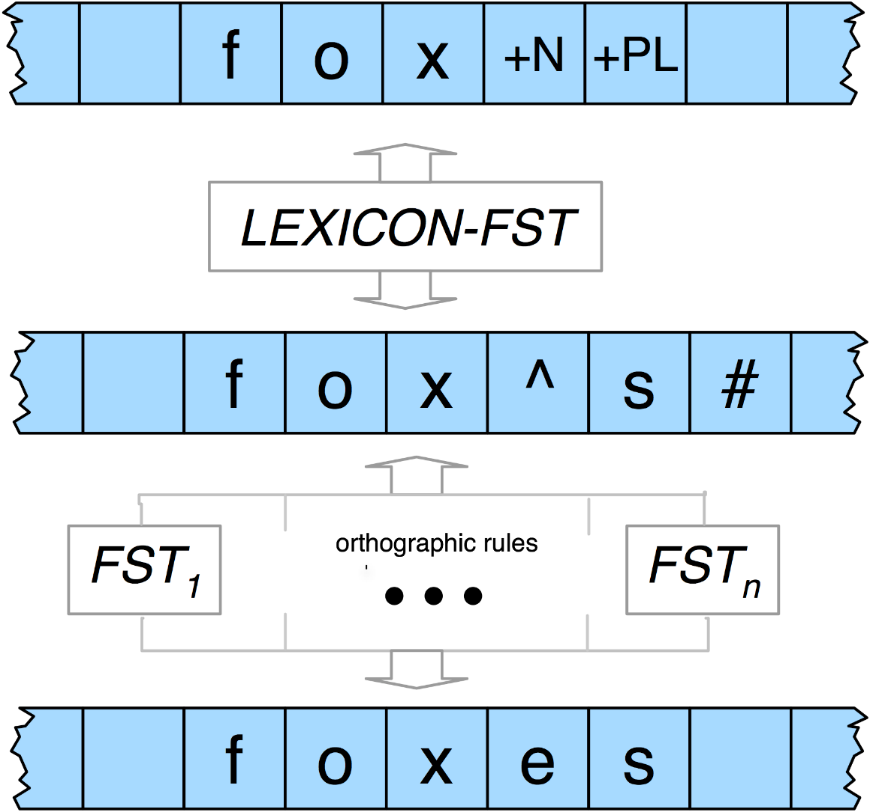 f o x +N +PL
LEXICON-FST
f o x ^ s #
orthographic rules
FST1 ••• FSTn
f o x e s